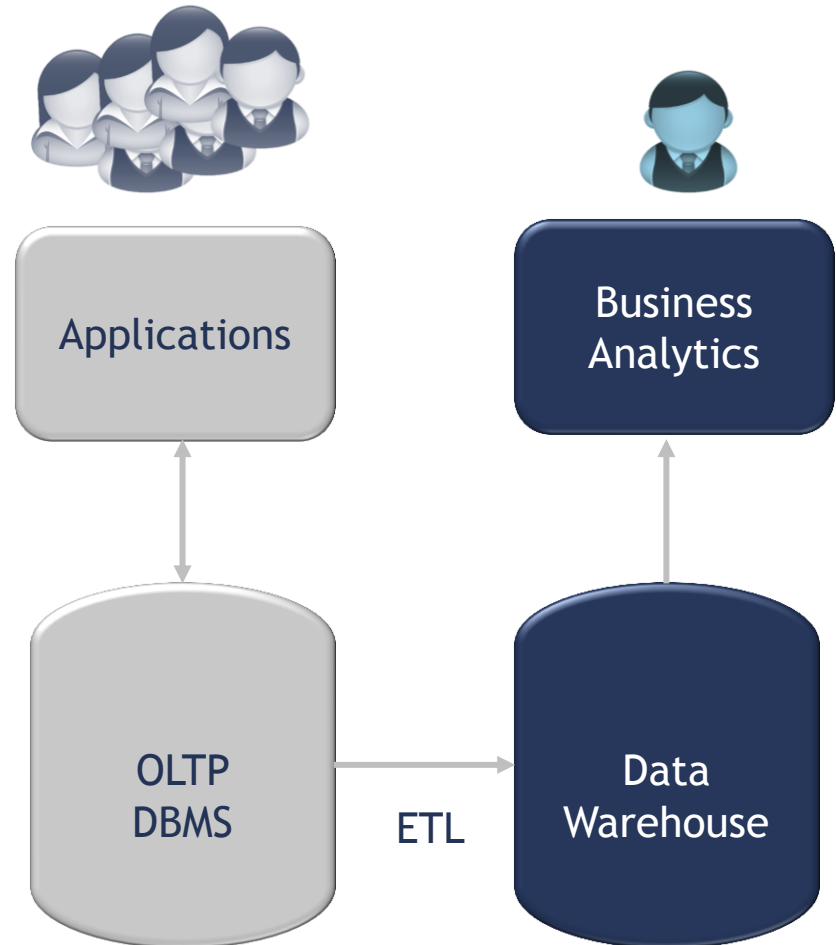 Applications
Business
Analytics
OLTP
DBMS
ETL
Data
Warehouse